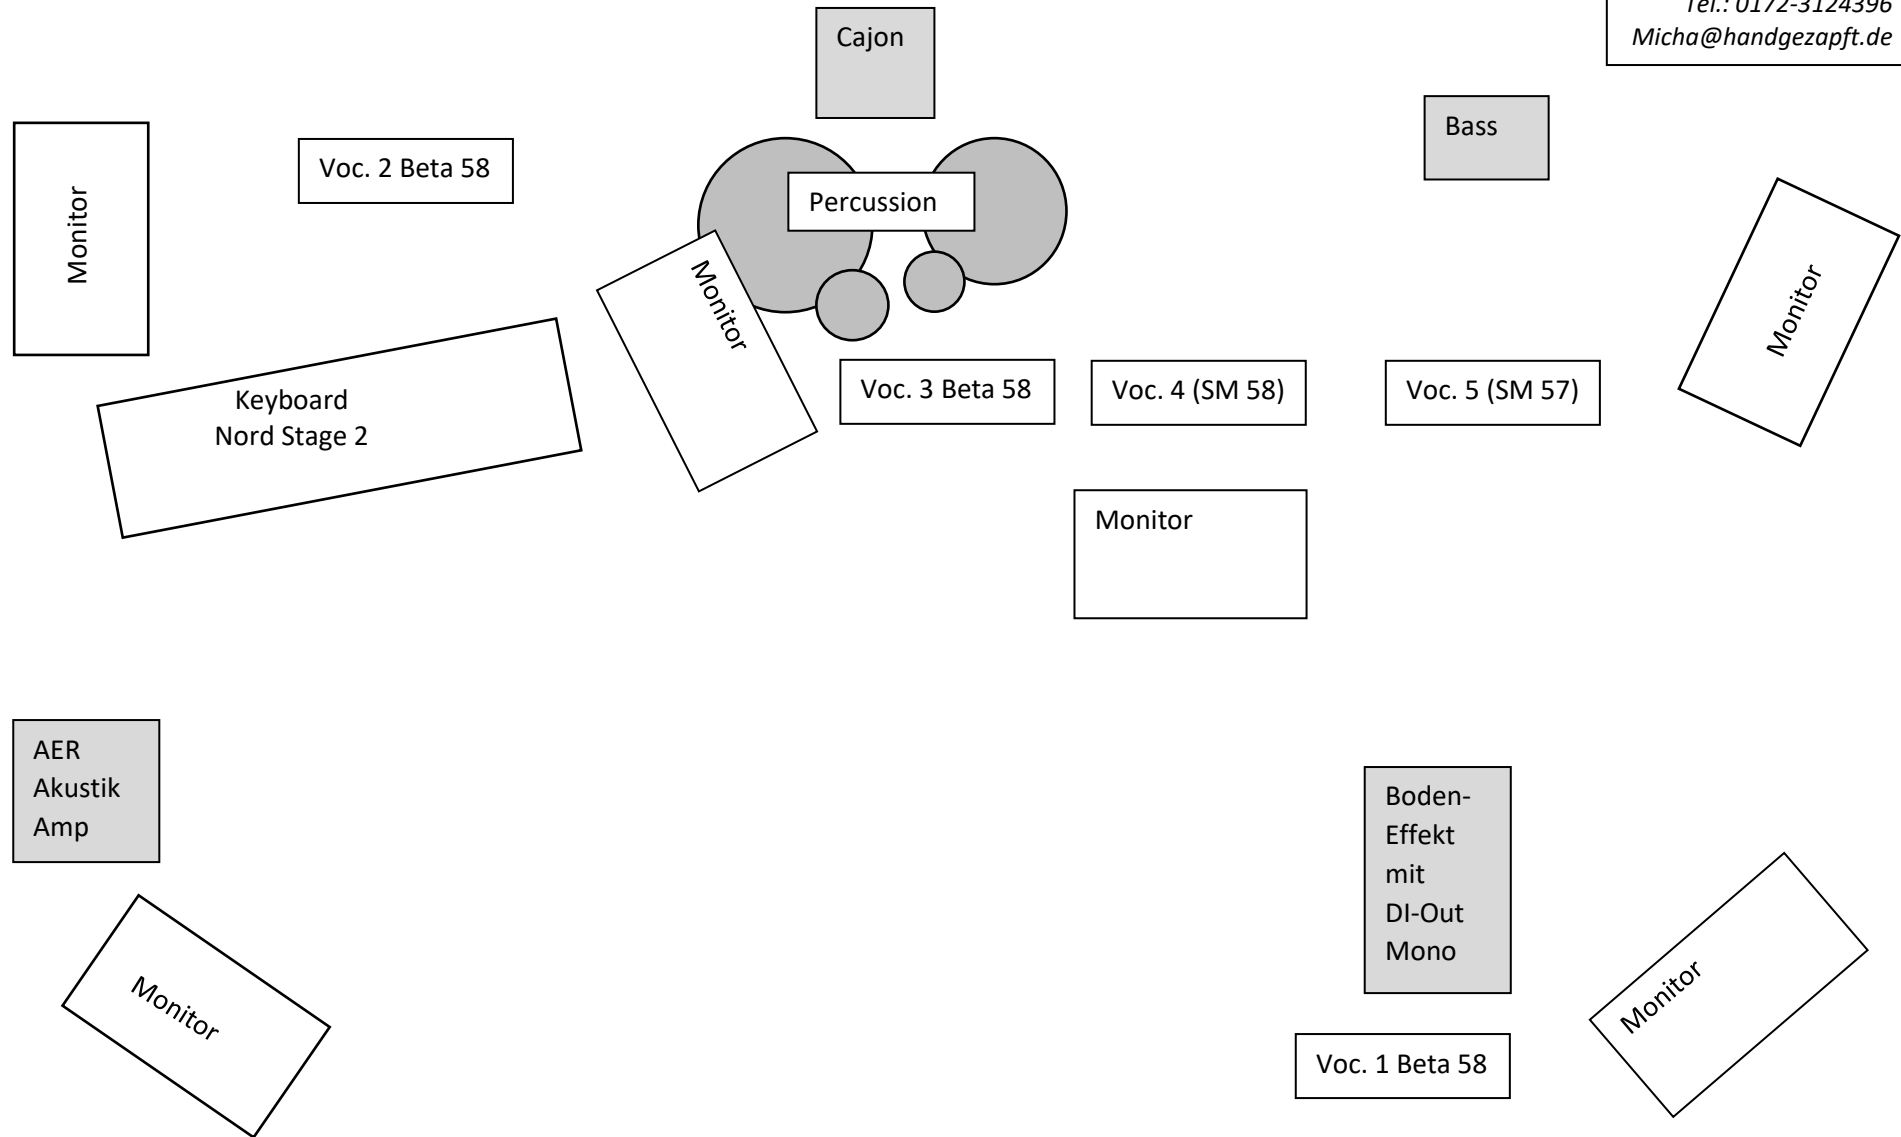 Tel.: 0172-3124396
Micha@handgezapft.de
Cajon
Bass
Voc. 2 Beta 58
Percussion
Monitor
Monitor
Monitor
Keyboard
Nord Stage 2
Voc. 3 Beta 58
Voc. 4 (SM 58)
Voc. 5 (SM 57)
Monitor
AER
Akustik
Amp
Boden-
Effekt
mit
DI-Out
Mono
Monitor
Monitor
Voc. 1 Beta 58